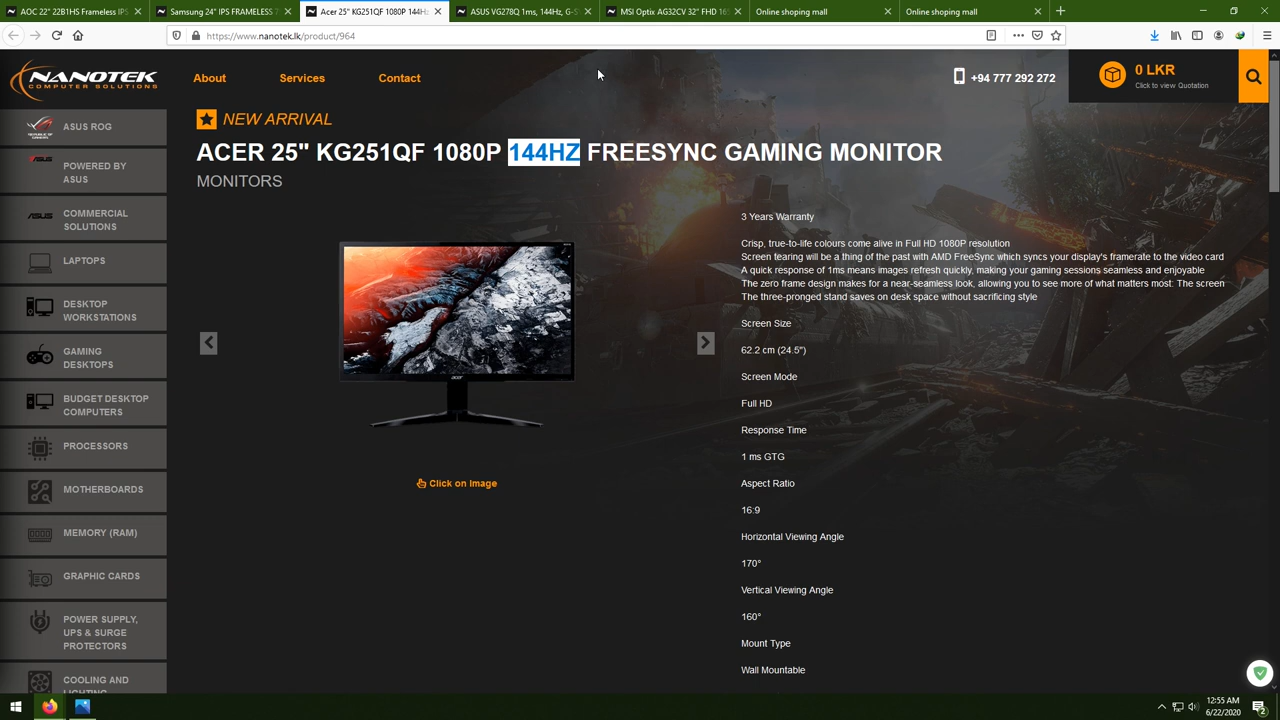 AOC 22" 22B1HS Frameless IPS
Samsung 24" IPS FRAMELESS 7
Acer 25" KG251QF 1080P 144Hz
ASUS VG278Q 1ms, 144Hz, G-S
MSI Optix AG32CV 32" FHD 165
Online shoping mall
Online shoping mall
https://www.nanotek.lk/product/964
NANOTEK
COMPUTER SOLUTIONS
About
Services
Contact
+94 777 292 272
0 LKR
Click to view Quotation
NEW ARRIVAL
ACER 25" KG251QF 1080P 144HZ FREESYNC GAMING MONITOR
MONITORS
ASUS ROG
POWERED BY
ASUS
COMMERCIAL
SOLUTIONS
LAPTOPS
DESKTOP
WORKSTATIONS
GAMING
DESKTOPS
BUDGET DESKTOP
COMPUTERS
PROCESSORS
MOTHERBOARDS
MEMORY (RAM)
GRAPHIC CARDS
POWER SUPPLY,
UPS & SURGE
PROTECTORS
COOLING AND
LIGHTING
acer
Click on Image
3 Years Warranty
Crisp, true-to-life colours come alive in Full HD 1080P resolution
Screen tearing will be a thing of the past with AMD FreeSync which syncs your display's framerate to the video card
A quick response of 1ms means images refresh quickly, making your gaming sessions seamless and enjoyable
The zero frame design makes for a near-seamless look, allowing you to see more of what matters most: The screen
The three-pronged stand saves on desk space without sacrificing style
Screen Size
62.2 cm (24.5")
Screen Mode
Full HD
Response Time
1 ms GTG
Aspect Ratio
16:9
Horizontal Viewing Angle
170°
Vertical Viewing Angle
160°
Mount Type
Wall Mountable
12:55 AM
6/22/2020
2